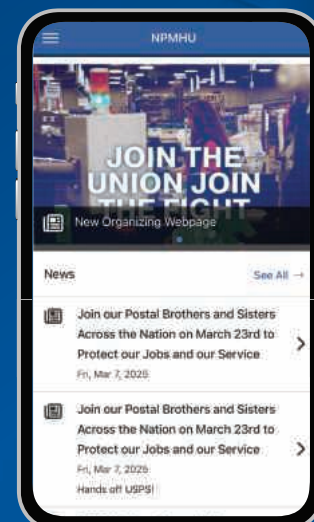 NPMHU
JOIN THE
UNION JOIN
THE FIGHT
New Organizing Webpage
News
See All →
Join our Postal Brothers and Sisters
Across the Nation on March 23rd to
Protect our Jobs and our Service
Fri, Mar 7, 2025
Join our Postal Brothers and Sisters
Across the Nation on March 23rd to
Protect our Jobs and our Service
Fri, Mar 7, 2025
Hands off USPS!